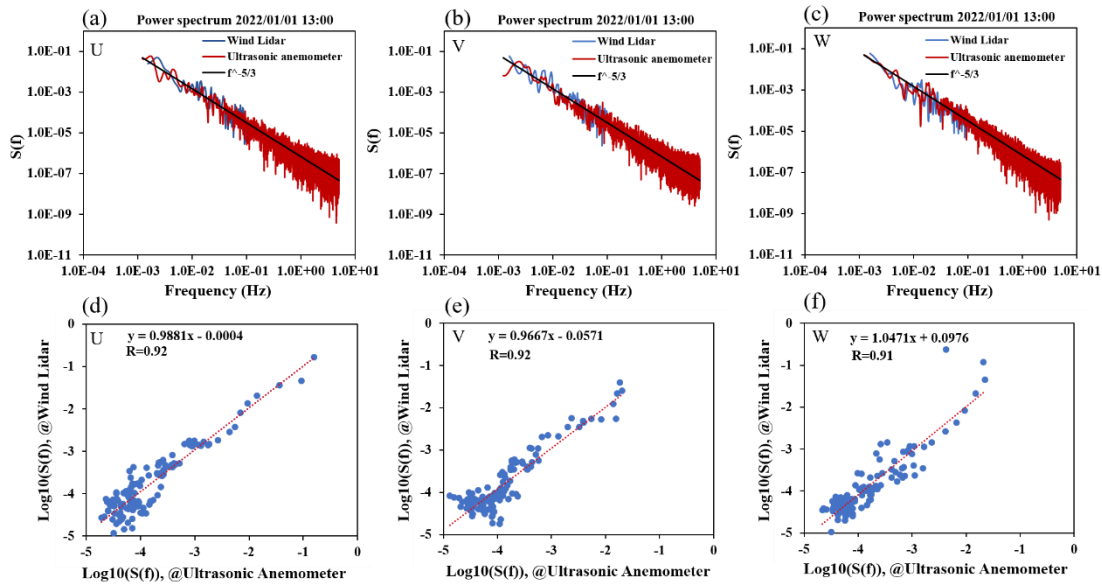 (a)
Power spectrum 2022/01/01 13:00
U
Wind Lidar
Ultrasonic anemometer
f^-5/3
S(f)
1.0E-01
1.0E-03
1.0E-05
1.0E-07
1.0E-09
1.0E-11
1.0E-04 1.0E-03 1.0E-02 1.0E-01 1.0E+00 1.0E+01
Frequency (Hz)
(b)
Power spectrum 2022/01/01 13:00
V
Wind Lidar
Ultrasonic anemometer
f^-5/3
S(f)
1.0E-01
1.0E-03
1.0E-05
1.0E-07
1.0E-09
1.0E-11
1.0E-04 1.0E-03 1.0E-02 1.0E-01 1.0E+00 1.0E+01
Frequency (Hz)
(c)
Power spectrum 2022/01/01 13:00
W
Wind Lidar
Ultrasonic anemometer
f^-5/3
S(f)
1.0E-01
1.0E-03
1.0E-05
1.0E-07
1.0E-09
1.0E-11
1.0E-04 1.0E-03 1.0E-02 1.0E-01 1.0E+00 1.0E+01
Frequency (Hz)
(d)
U
y = 0.9881x - 0.0004
R=0.92
Log10(S(f)), @Wind Lidar
0
-1
-2
-3
-4
-5
-5 -4 -3 -2 -1 0
Log10(S(f)), @Ultrasonic Anemometer
(e)
V
y = 0.9667x - 0.0571
R=0.92
Log10(S(f)), @Wind Lidar
0
-1
-2
-3
-4
-5
-5 -4 -3 -2 -1 0
Log10(S(f)), @Ultrasonic Anemometer
(f)
W
y = 1.0471x + 0.0976
R=0.91
Log10(S(f)), @Wind Lidar
0
-1
-2
-3
-4
-5
-5 -4 -3 -2 -1 0
Log10(S(f)), @Ultrasonic Anemometer